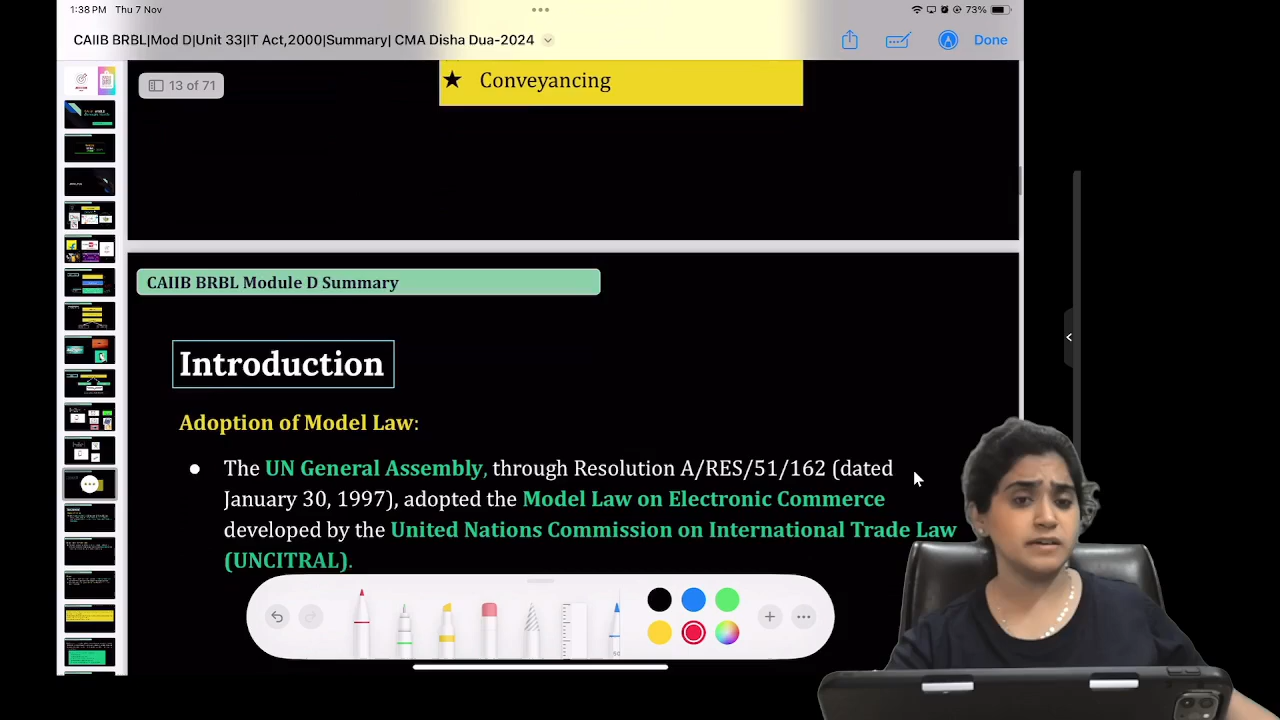 1:38 PM Thu 7 Nov
73%
CAIIB BRBL|Mod D|Unit 33|IT Act,2000|Summary| CMA Disha Dua-2024
Done
13 of 71
★ Conveyancing
CAIIB BRBL Module D Summary
Introduction
Adoption of Model Law:
● The UN General Assembly, through Resolution A/RES/51/162 (dated
January 30, 1997), adopted the Model Law on Electronic Commerce
developed by the United Nations Commission on International Trade Law
(UNCITRAL).